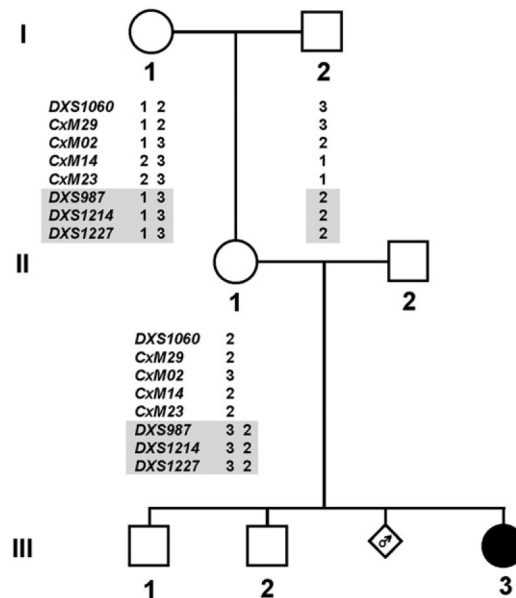 I
1 2
DXS1060 1 2 3
CxM29 1 2 3
CxM02 1 3 2
CxM14 2 3 1
CxM23 2 3 1
DXS987 1 3 2
DXS1214 1 3 2
DXS1227 1 3 2
II
1 2
DXS1060 2
CxM29 2
CxM02 3
CxM14 2
CxM23 2
DXS987 3 2
DXS1214 3 2
DXS1227 3 2
III
1 2 3